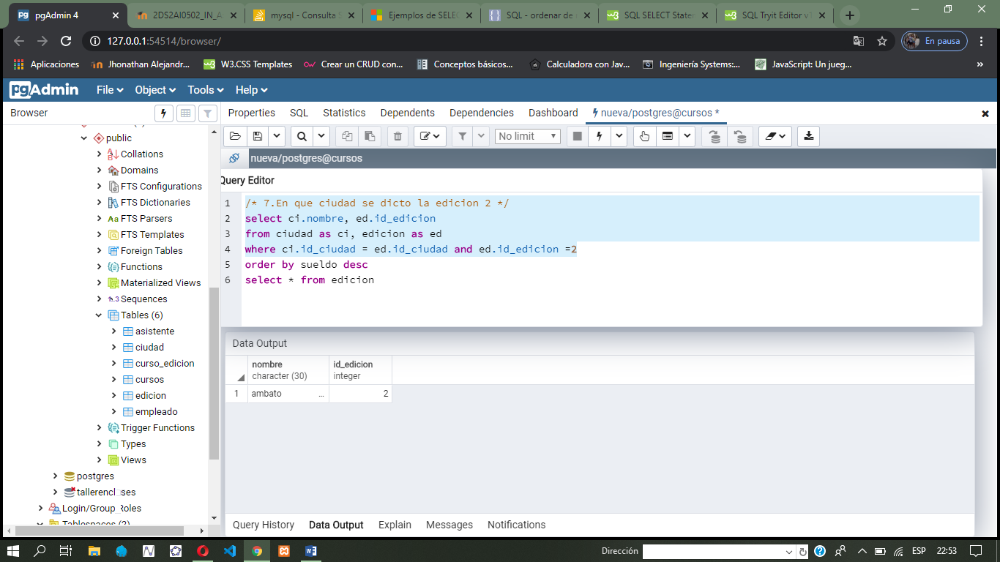 pgAdmin 4
2DS2AI0502_IN_A
mysql - Consulta S
Ejemplos de SELEC
SQL - ordenar de
SQL SELECT Statem
SQL Tryit Editor v
127.0.0.1:54514/browser/
En pausa
Aplicaciones
Jhonathan Alejandr...
W3.CSS Templates
Crear un CRUD con...
Conceptos básicos...
Calculadora con Jav...
Ingeniería Systems:...
JavaScript: Un jueg...
»
pgAdmin
File
Object
Tools
Help
Browser
Properties
SQL
Statistics
Dependents
Dependencies
Dashboard
nueva/postgres@cursos *
public
Collations
Domains
FTS Configurations
FTS Dictionaries
Aa FTS Parsers
FTS Templates
Foreign Tables
Functions
Materialized Views
Sequences
Tables (6)
asistente
ciudad
curso_edicion
cursos
edicion
empleado
Trigger Functions
Types
Views
postgres
Login/Group
Tablespaces (2)
No limit
nueva/postgres@cursos
Query Editor
1 /* 7.En que ciudad se dicto la edicion 2 */
2 select ci.nombre, ed.id_edicion
3 from ciudad as ci, edicion as ed
4 where ci.id_ciudad = ed.id_ciudad and ed.id_edicion =2
5 order by sueldo desc
6 select * from edicion
Data Output
nombre
character (30)
id_edicion
integer
1 ambato ... 2
Query History
Data Output
Explain
Messages
Notifications
Dirección
ESP
22:53